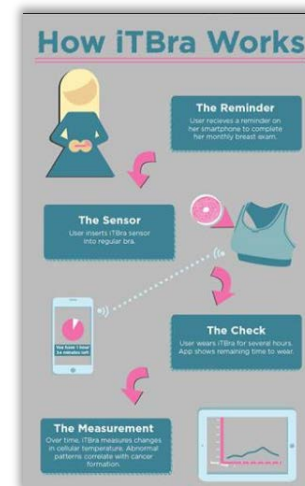 How iTBra Works
The Reminder
User recieves a reminder on
her smartphone to complete
her monthly breast exam.
The Sensor
User inserts iTBra sensor
into regular bra.
The Check
User wears iTBra for several hours.
App shows remaining time to wear.
The Measurement
Over time, iTBra measures changes
in cellular temperature. Abnormal
patterns correlate with cancer
formation.